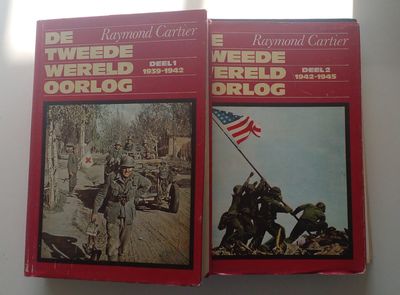 Raymond Cartier
DE
TWEEDE
WERELD
OORLOG
DEEL 1
1939-1942
Raymond Cartier
DE
TWEEDE
WERELD
OORLOG
DEEL 2
1942-1945